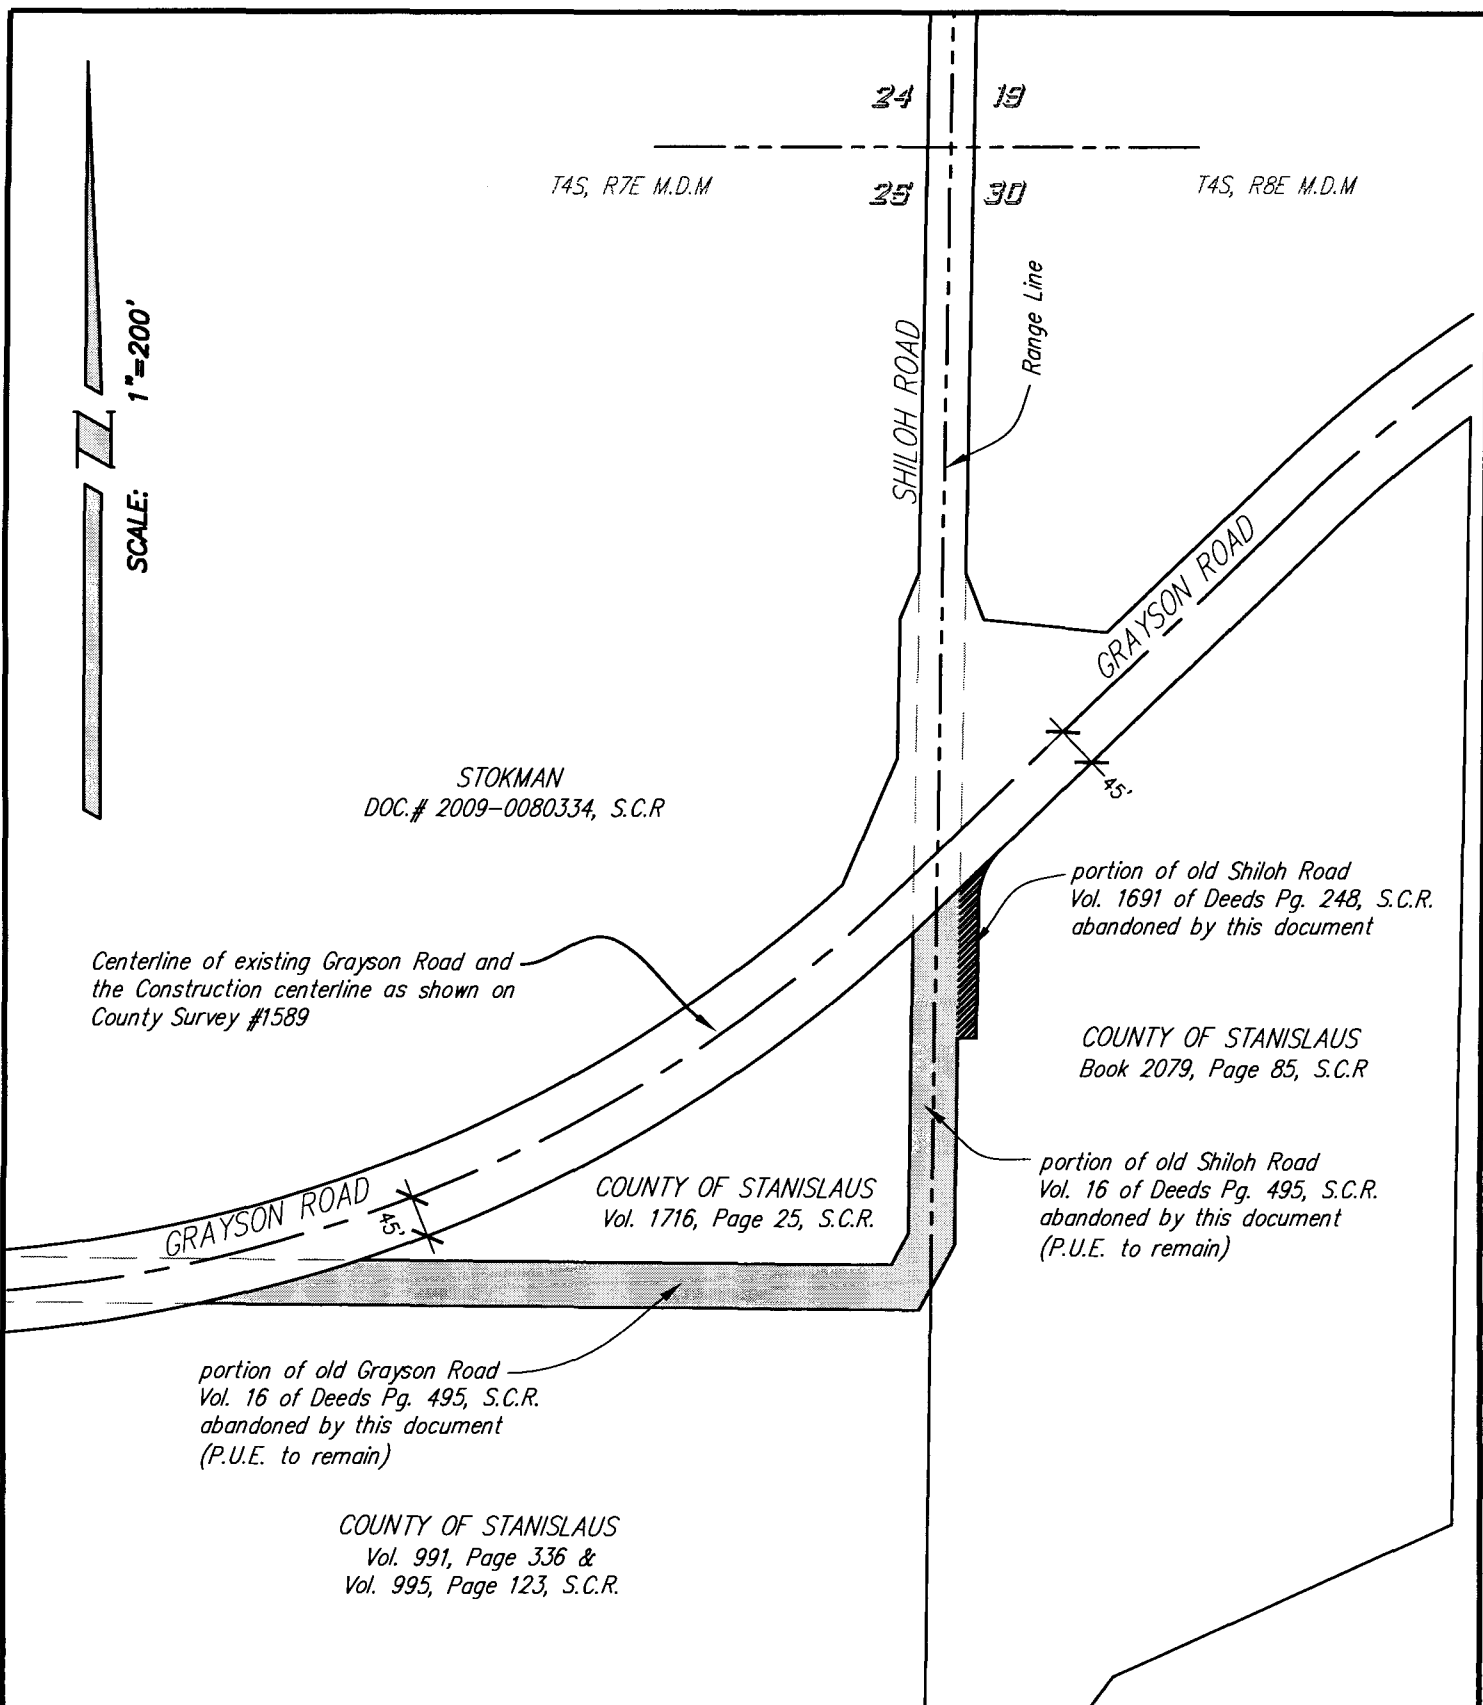 24 19
T4S, R7E M.D.M
25 30
T4S, R8E M.D.M
Range Line
SHILOH ROAD
N
SCALE: 1"=200'
GRAYSON ROAD
45'
STOKMAN
DOC.# 2009-0080334, S.C.R
portion of old Shiloh Road
Vol. 1691 of Deeds Pg. 248, S.C.R.
abandoned by this document
Centerline of existing Grayson Road and
the Construction centerline as shown on
County Survey #1589
COUNTY OF STANISLAUS
Book 2079, Page 85, S.C.R
portion of old Shiloh Road
Vol. 16 of Deeds Pg. 495, S.C.R.
abandoned by this document
(P.U.E. to remain)
COUNTY OF STANISLAUS
Vol. 1716, Page 25, S.C.R.
GRAYSON ROAD
45'
portion of old Grayson Road
Vol. 16 of Deeds Pg. 495, S.C.R.
abandoned by this document
(P.U.E. to remain)
COUNTY OF STANISLAUS
Vol. 991, Page 336 &
Vol. 995, Page 123, S.C.R.